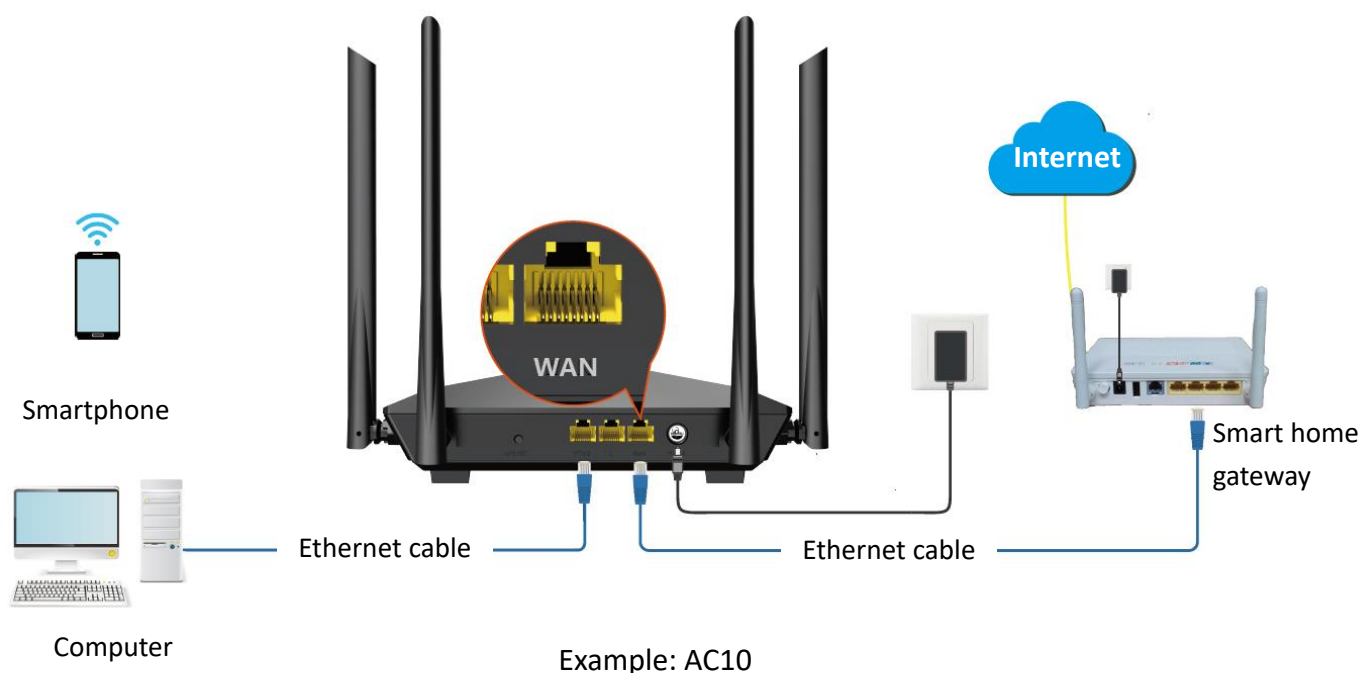 Internet
WAN
Smartphone
Smart home
gateway
Ethernet cable
Ethernet cable
Computer
Example: AC10